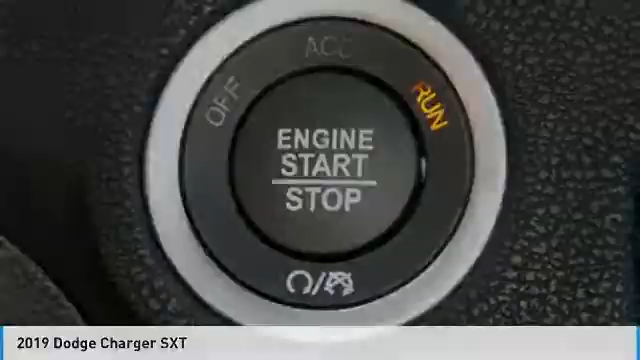 ACC
OFF
RUN
ENGINE
START
STOP
2019 Dodge Charger SXT